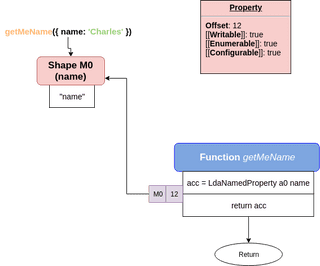 getMeName({ name: 'Charles' })
Property
Offset: 12
[[Writable]]: true
[[Enumerable]]: true
[[Configurable]]: true
Shape M0
(name)
"name"
Function getMeName
acc = LdaNamedProperty a0 name
M0 12
return acc
Return